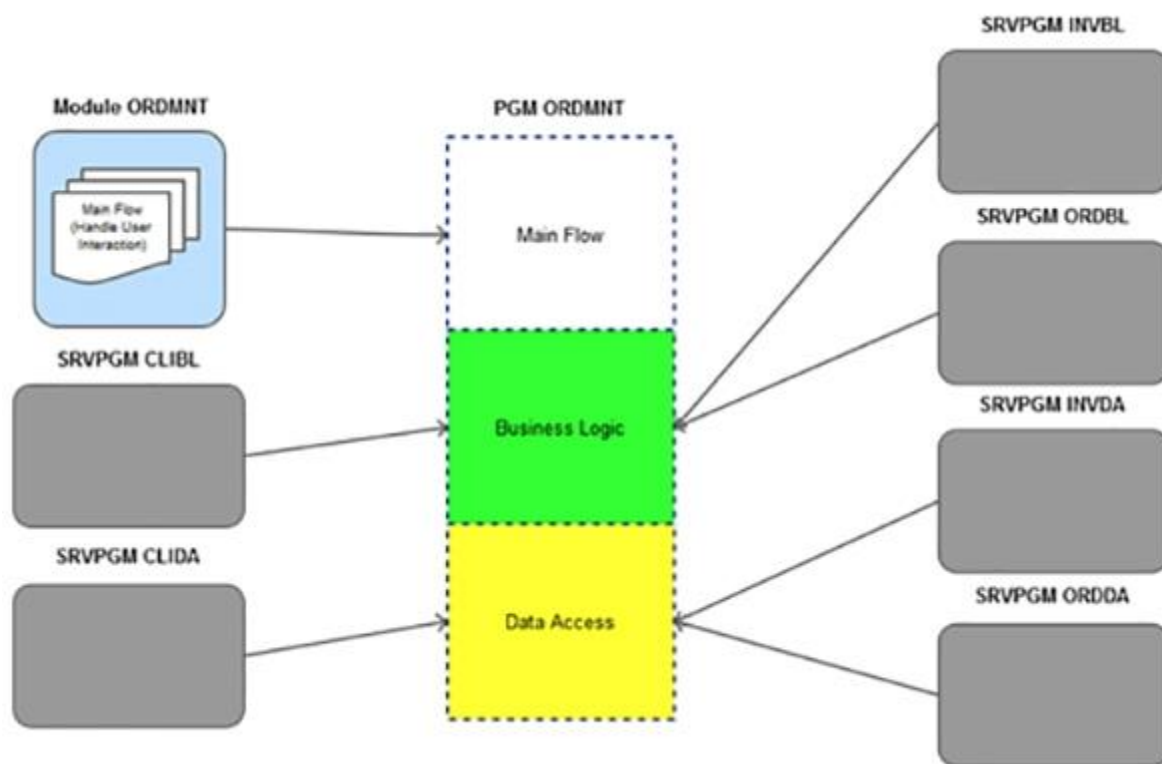 SRVPGM INVBL
Module ORDMNT
PGM ORDMNT
Main Flow
(Handle User
Interaction)
Main Flow
SRVPGM ORDBL
SRVPGM CLIBL
Business Logic
SRVPGM INVDA
SRVPGM CLIDA
Data Access
SRVPGM ORDDA